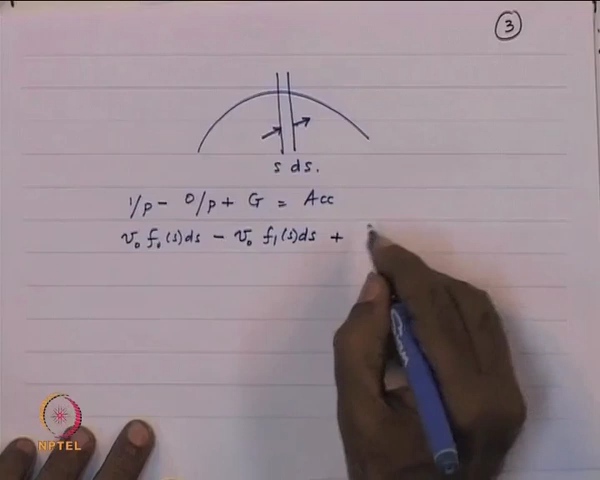 3
s ds.
I/p - O/p + G = Acc
v₀ f₀(s)ds - v₀ f₁(s)ds +
NPTEL